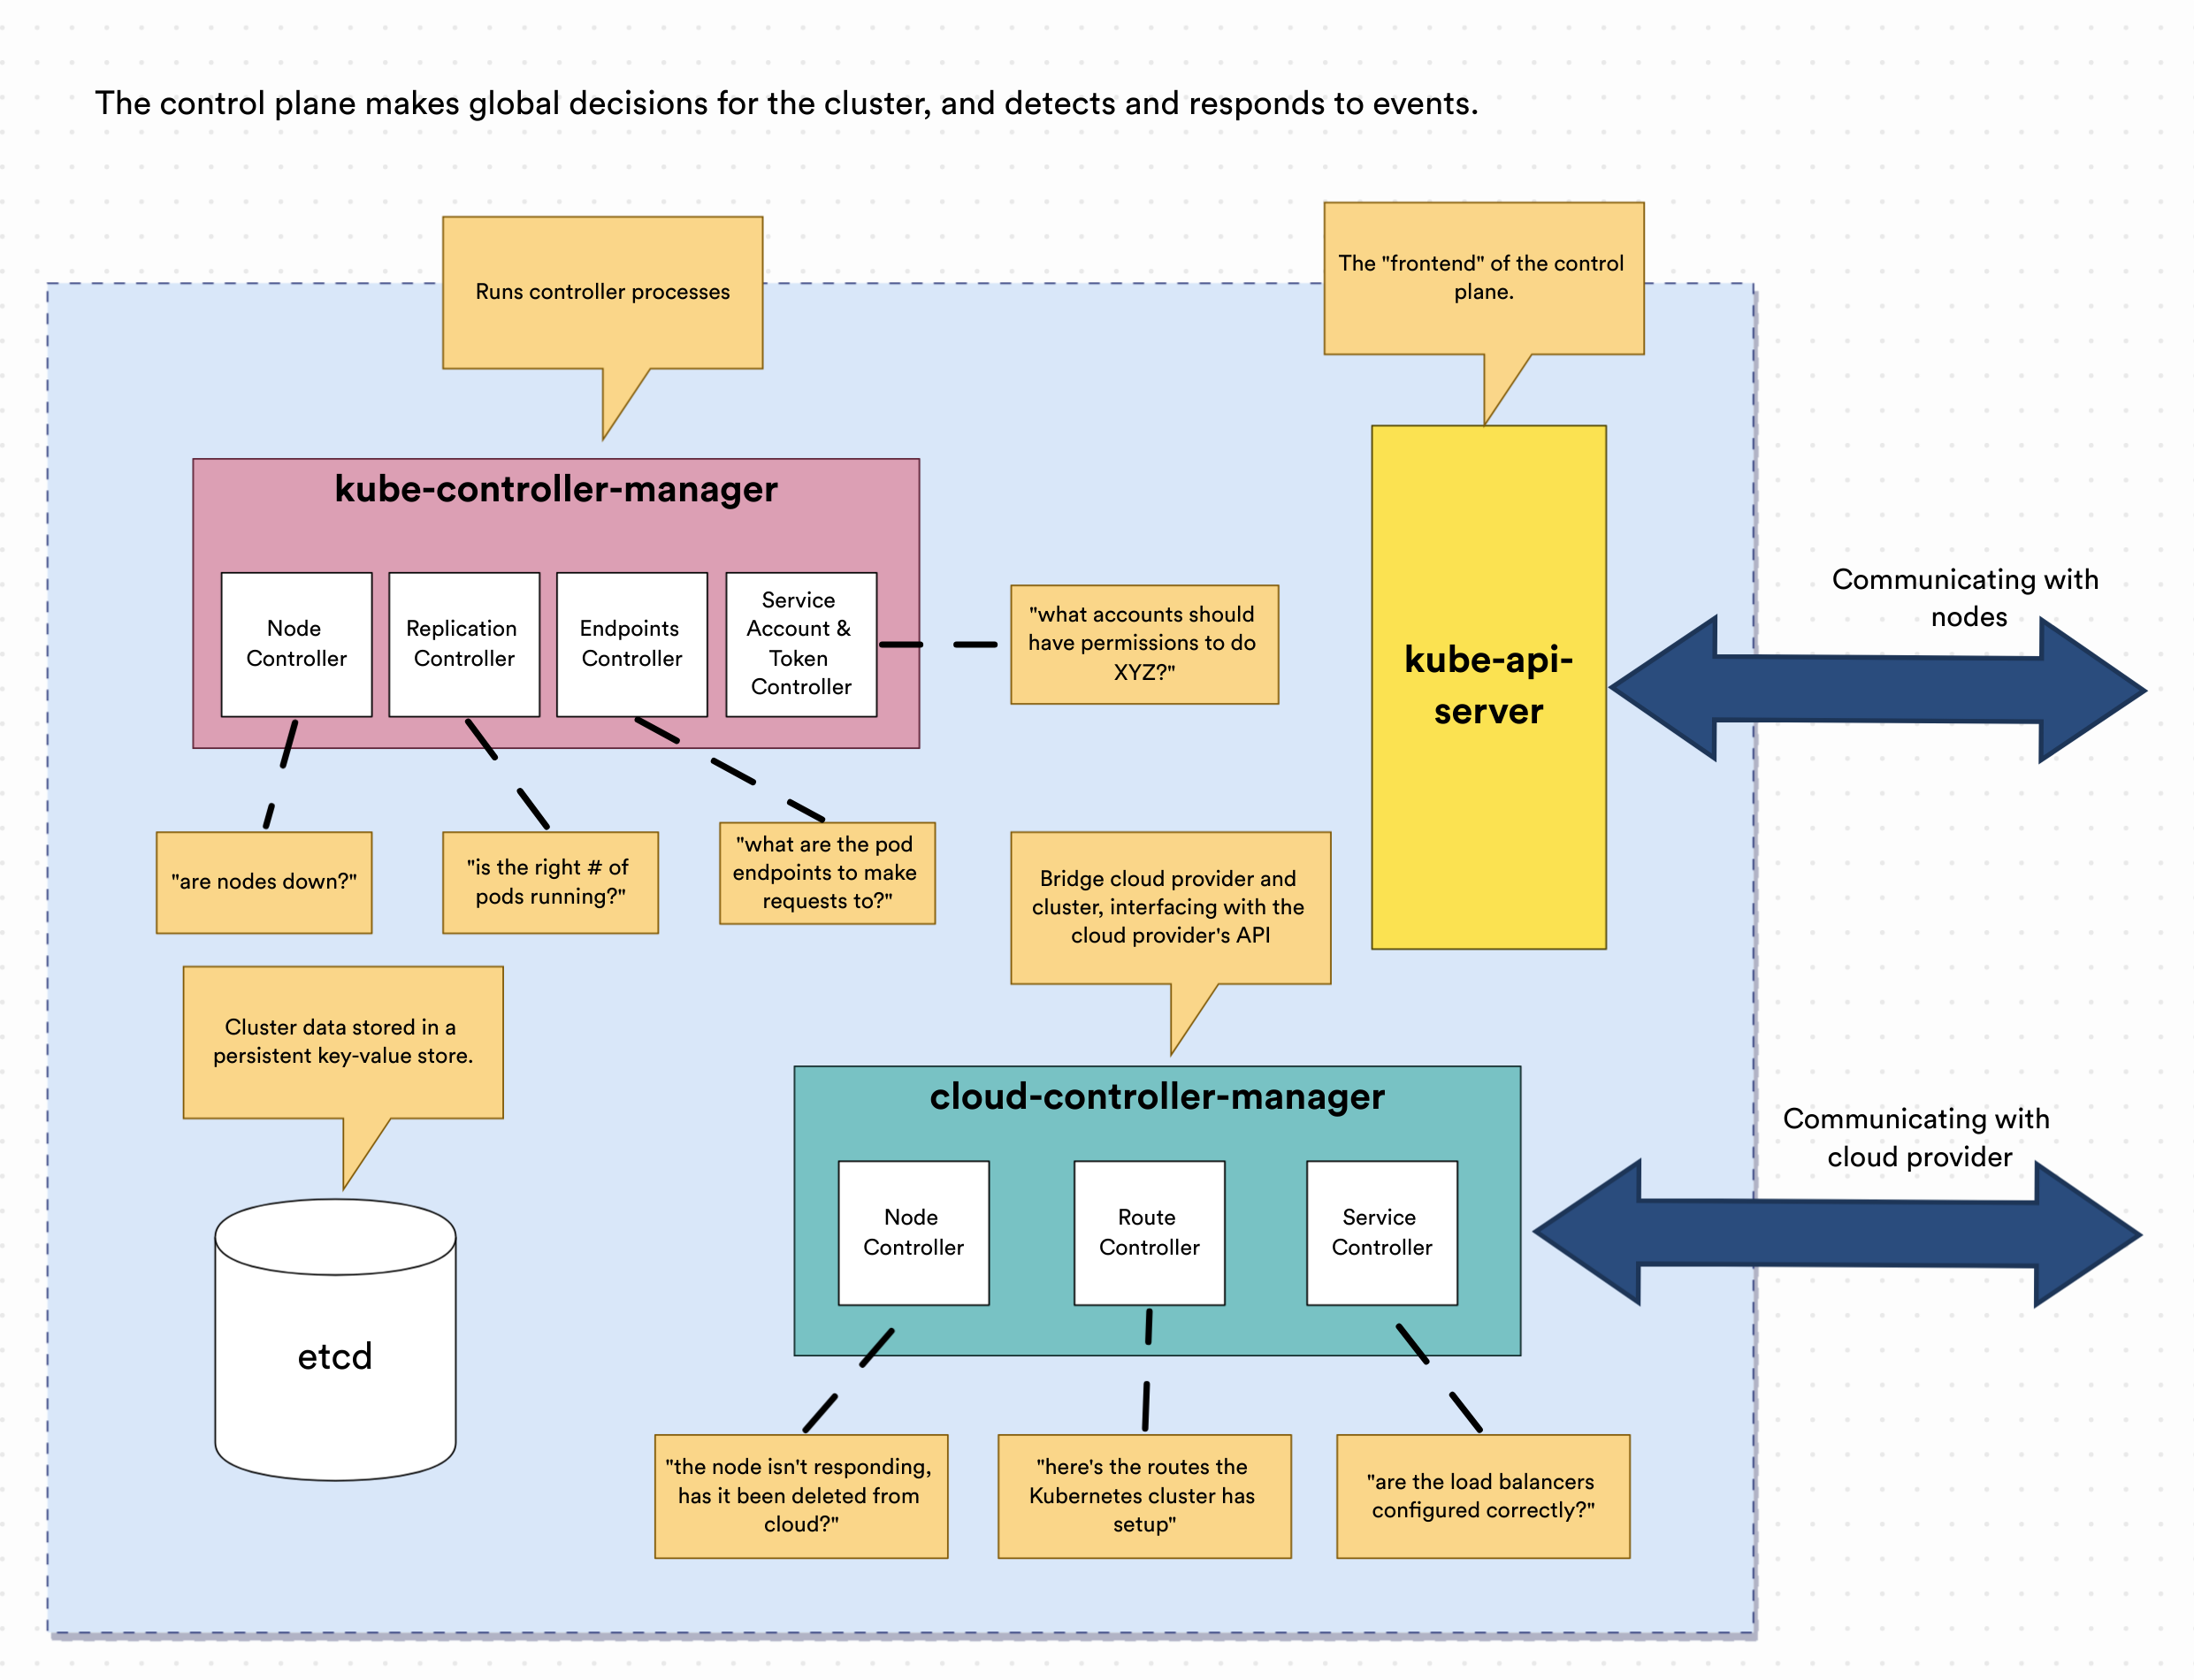 The control plane makes global decisions for the cluster, and detects and responds to events.
Runs controller processes
The "frontend" of the control
plane.
kube-controller-manager
Node
Controller
Replication
Controller
Endpoints
Controller
Service
Account &
Token
Controller
"what accounts should
have permissions to do
XYZ?"
kube-api-
server
Communicating with
nodes
"are nodes down?"
"is the right # of
pods running?"
"what are the pod
endpoints to make
requests to?"
Bridge cloud provider and
cluster, interfacing with the
cloud provider's API
Cluster data stored in a
persistent key-value store.
etcd
cloud-controller-manager
Node
Controller
Route
Controller
Service
Controller
Communicating with
cloud provider
"the node isn't responding,
has it been deleted from
cloud?"
"here's the routes the
Kubernetes cluster has
setup"
"are the load balancers
configured correctly?"